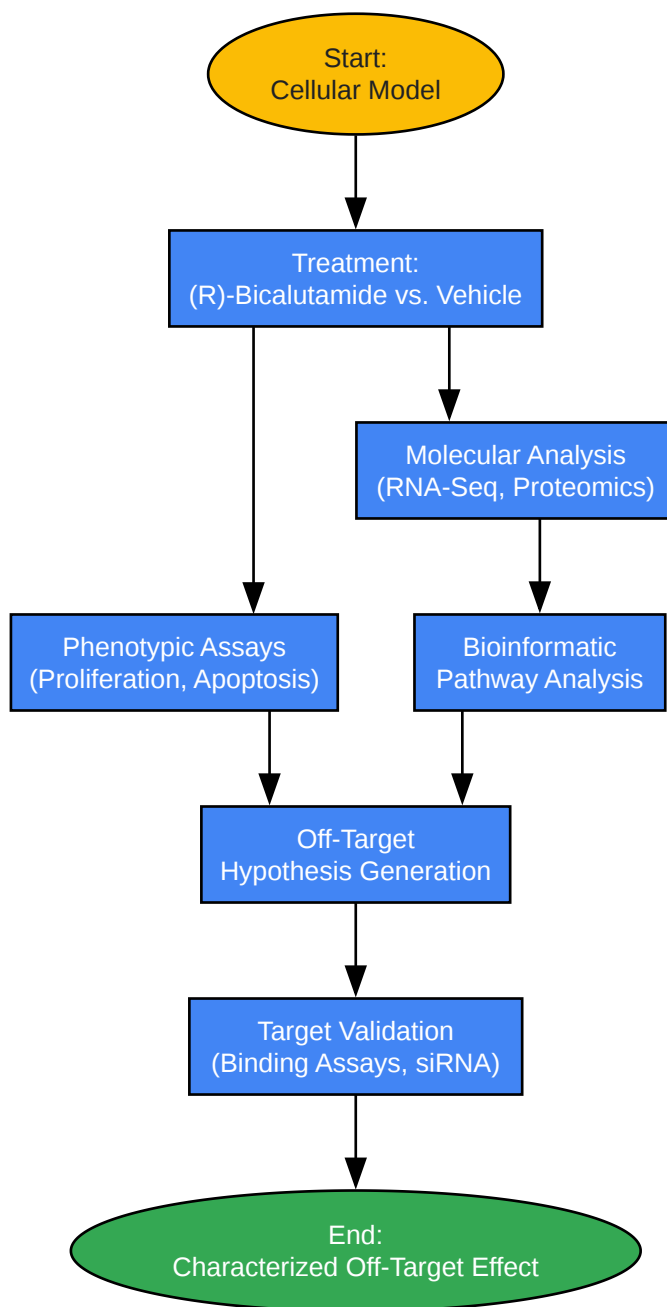 Start:
Cellular Model
Treatment:
(R)-Bicalutamide vs. Vehicle
Molecular Analysis
(RNA-Seq, Proteomics)
Phenotypic Assays
(Proliferation, Apoptosis)
Bioinformatic
Pathway Analysis
Off-Target
Hypothesis Generation
Target Validation
(Binding Assays, siRNA)
End:
Characterized Off-Target Effect